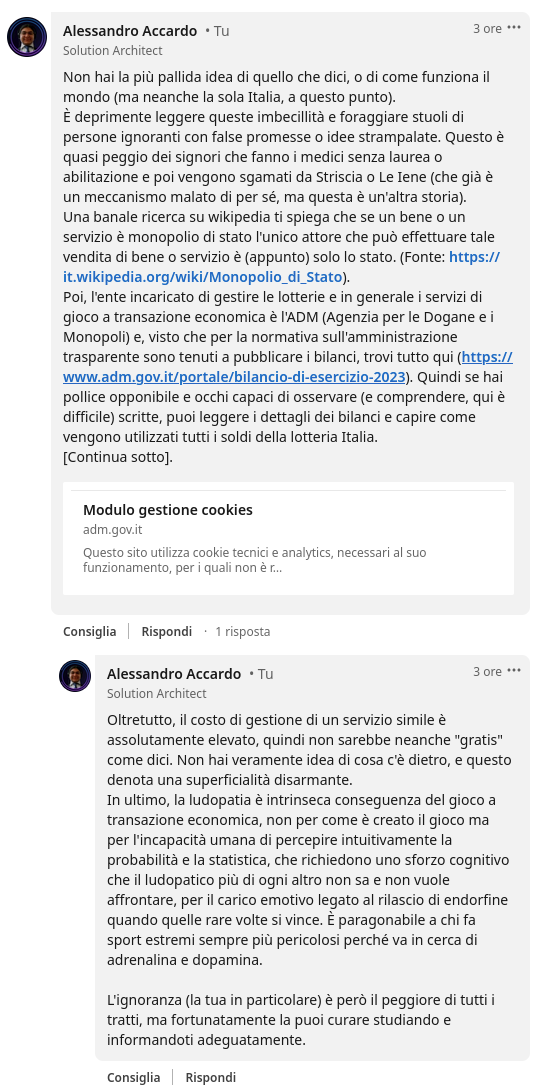 Alessandro Accardo • Tu
3 ore •••
Solution Architect
Non hai la più pallida idea di quello che dici, o di come funziona il
mondo (ma neanche la sola Italia, a questo punto).
È deprimente leggere queste imbecillità e foraggiare stuoli di
persone ignoranti con false promesse o idee strampalate. Questo è
quasi peggio dei signori che fanno i medici senza laurea o
abilitazione e poi vengono sgamati da Striscia o Le Iene (che già è
un meccanismo malato di per sé, ma questa è un'altra storia).
Una banale ricerca su wikipedia ti spiega che se un bene o un
servizio è monopolio di stato l'unico attore che può effettuare tale
vendita di bene o servizio è (appunto) solo lo stato. (Fonte: https://
it.wikipedia.org/wiki/Monopolio_di_Stato).
Poi, l'ente incaricato di gestire le lotterie e in generale i servizi di
gioco a transazione economica è l'ADM (Agenzia per le Dogane e i
Monopoli) e, visto che per la normativa sull'amministrazione
trasparente sono tenuti a pubblicare i bilanci, trovi tutto qui (https://
www.adm.gov.it/portale/bilancio-di-esercizio-2023). Quindi se hai
pollice opponibile e occhi capaci di osservare (e comprendere, qui è
difficile) scritte, puoi leggere i dettagli dei bilanci e capire come
vengono utilizzati tutti i soldi della lotteria Italia.
[Continua sotto].
Modulo gestione cookies
adm.gov.it
Questo sito utilizza cookie tecnici e analytics, necessari al suo
funzionamento, per i quali non è r...
Consiglia | Rispondi · 1 risposta
Alessandro Accardo • Tu
3 ore •••
Solution Architect
Oltretutto, il costo di gestione di un servizio simile è
assolutamente elevato, quindi non sarebbe neanche "gratis"
come dici. Non hai veramente idea di cosa c'è dietro, e questo
denota una superficialità disarmante.
In ultimo, la ludopatia è intrinseca conseguenza del gioco a
transazione economica, non per come è creato il gioco ma
per l'incapacità umana di percepire intuitivamente la
probabilità e la statistica, che richiedono uno sforzo cognitivo
che il ludopatico più di ogni altro non sa e non vuole
affrontare, per il carico emotivo legato al rilascio di endorfine
quando quelle rare volte si vince. È paragonabile a chi fa
sport estremi sempre più pericolosi perché va in cerca di
adrenalina e dopamina.
L'ignoranza (la tua in particolare) è però il peggiore di tutti i
tratti, ma fortunatamente la puoi curare studiando e
informandoti adeguatamente.
Consiglia | Rispondi